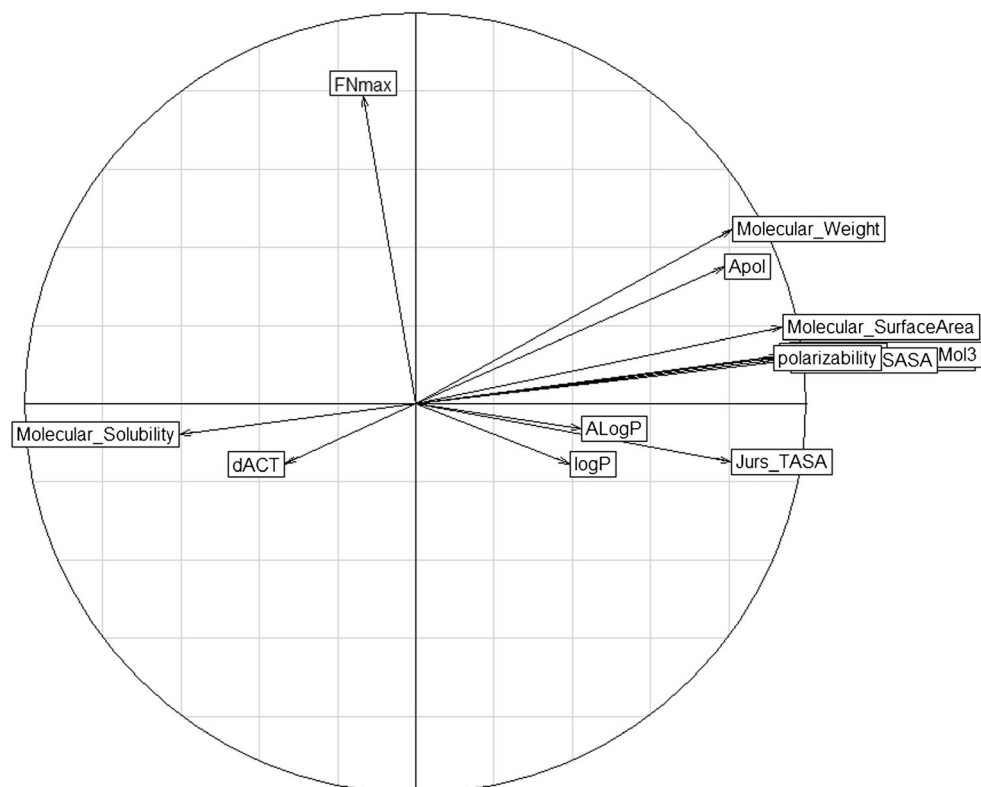 FNmax
Molecular_Weight
Apol
Molecular_SurfaceArea
polarizability
SASA
Mol3
Molecular_Solubility
ALogP
dACT
logP
Jurs_TASA